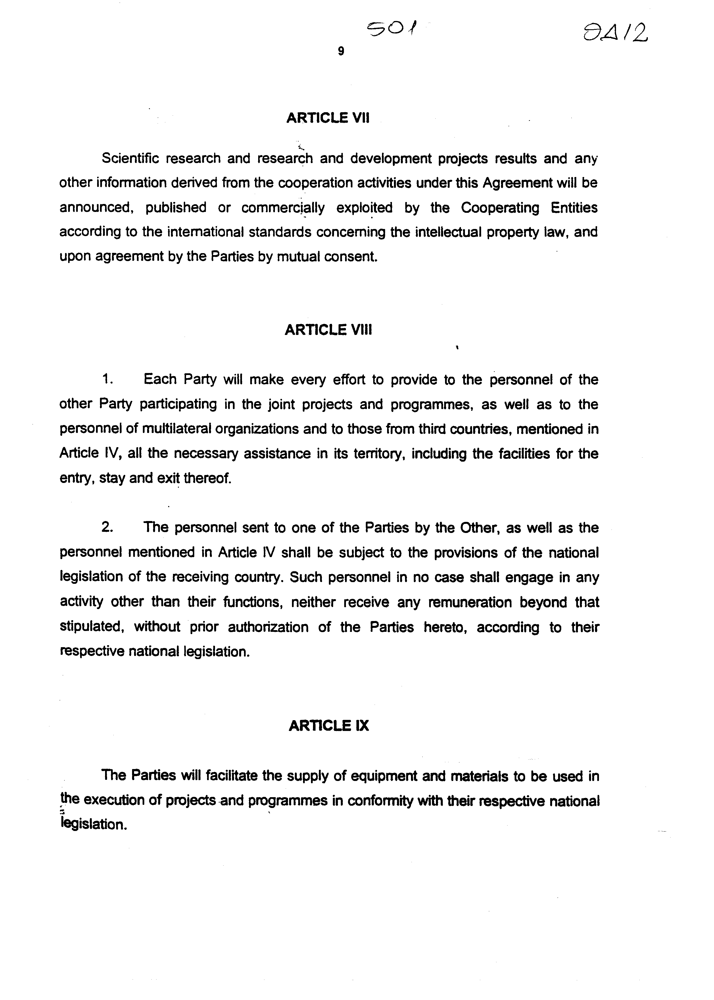 501
ΘΔ12
9
ARTICLE VII
Scientific research and research and development projects results and any
other information derived from the cooperation activities under this Agreement will be
announced, published or commercially exploited by the Cooperating Entities
according to the international standards concerning the intellectual property law, and
upon agreement by the Parties by mutual consent.
ARTICLE VIII
1. Each Party will make every effort to provide to the personnel of the
other Party participating in the joint projects and programmes, as well as to the
personnel of multilateral organizations and to those from third countries, mentioned in
Article IV, all the necessary assistance in its territory, including the facilities for the
entry, stay and exit thereof.
2. The personnel sent to one of the Parties by the Other, as well as the
personnel mentioned in Article IV shall be subject to the provisions of the national
legislation of the receiving country. Such personnel in no case shall engage in any
activity other than their functions, neither receive any remuneration beyond that
stipulated, without prior authorization of the Parties hereto, according to their
respective national legislation.
ARTICLE IX
The Parties will facilitate the supply of equipment and materials to be used in
the execution of projects and programmes in conformity with their respective national
legislation.